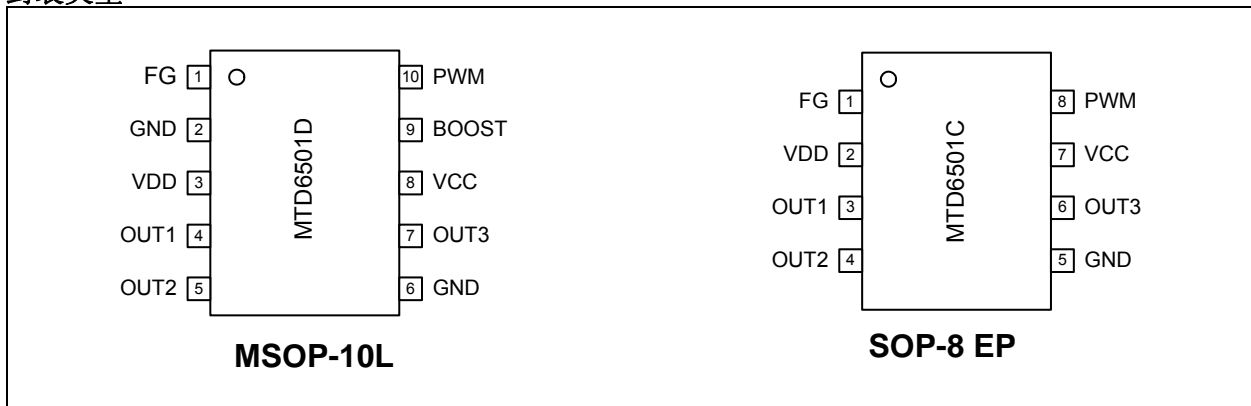 FG 1
GND 2
VDD 3
OUT1 4
OUT2 5
10 PWM
9 BOOST
8 VCC
7 OUT3
6 GND
MTD6501D
MSOP-10L
FG 1
VDD 2
OUT1 3
OUT2 4
8 PWM
7 VCC
6 OUT3
5 GND
MTD6501C
SOP-8 EP